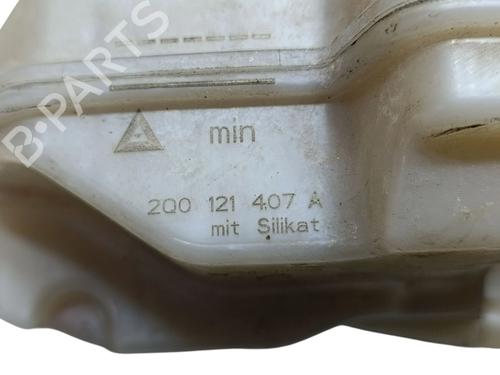 B-PARTS
min
2Q0 121 407 A
mit Silikat